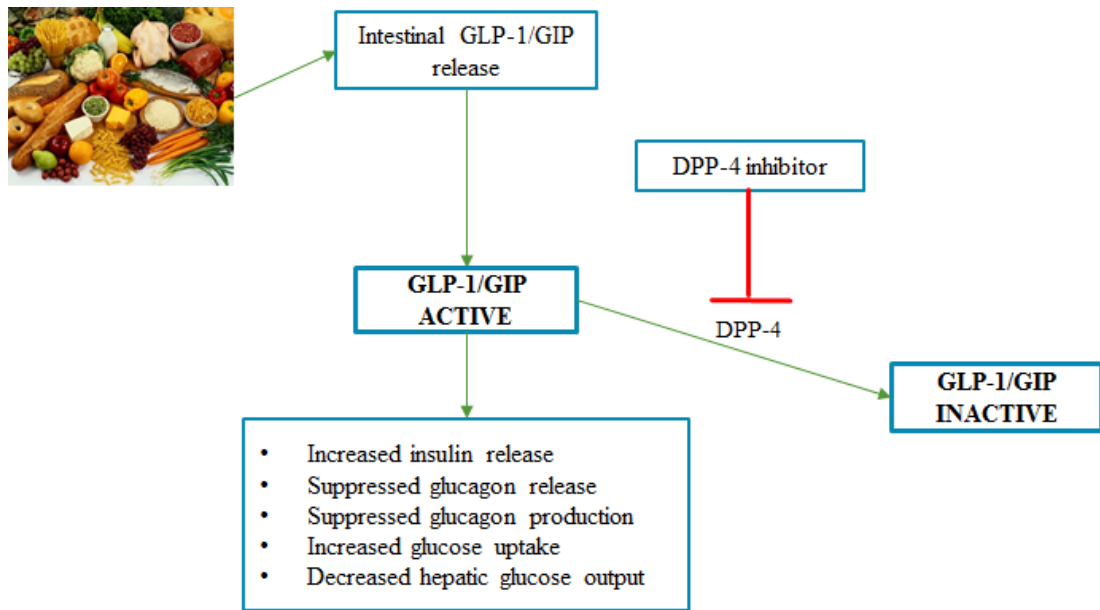 Intestinal GLP-1/GIP
release
DPP-4 inhibitor
GLP-1/GIP
ACTIVE
DPP-4
GLP-1/GIP
INACTIVE
• Increased insulin release
• Suppressed glucagon release
• Suppressed glucagon production
• Increased glucose uptake
• Decreased hepatic glucose output